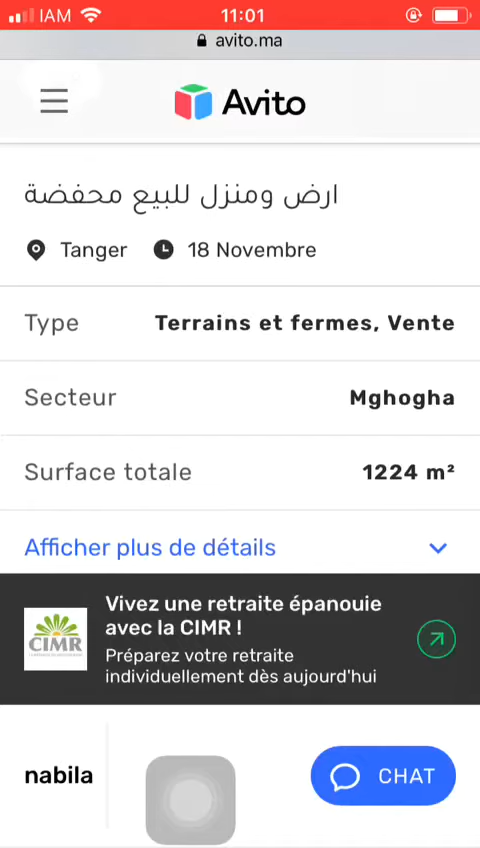 IAM
11:01
avito.ma
Avito
ارض ومنزل للبيع محفضة
Tanger
18 Novembre
Type
Terrains et fermes, Vente
Secteur
Mghogha
Surface totale
1224 m²
Afficher plus de détails
CIMR
Vivez une retraite épanouie
avec la CIMR !
Préparez votre retraite
individuellement dès aujourd'hui
nabila
CHAT